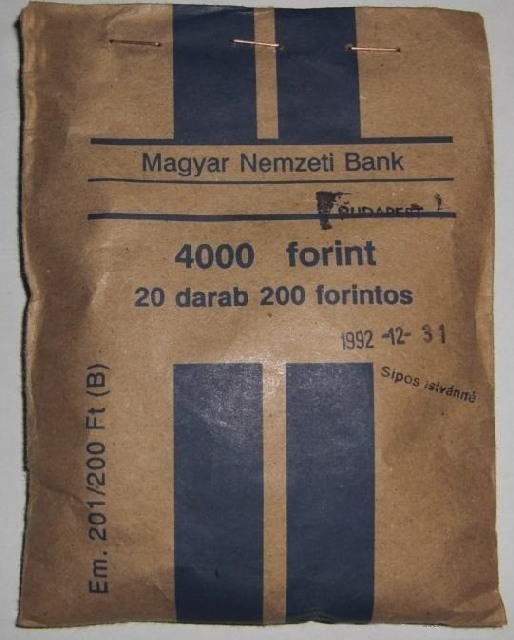 Magyar Nemzeti Bank
BUDAPEST
4000 forint
20 darab 200 forintos
1992 -12- 31
Sipos Istvánné
Em. 201/200 Ft (B)